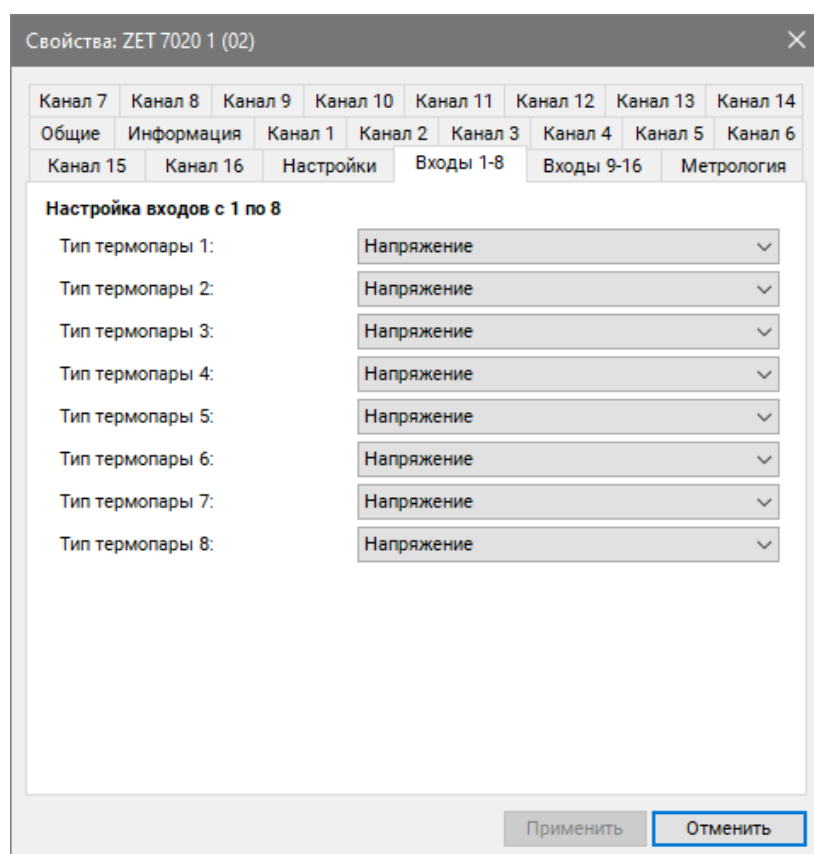 Свойства: ZET 7020 1 (02)
Канал 7 Канал 8 Канал 9 Канал 10 Канал 11 Канал 12 Канал 13 Канал 14
Общие Информация Канал 1 Канал 2 Канал 3 Канал 4 Канал 5 Канал 6
Канал 15 Канал 16 Настройки Входы 1-8 Входы 9-16 Метрология
Настройка входов с 1 по 8
Тип термопары 1: Напряжение
Тип термопары 2: Напряжение
Тип термопары 3: Напряжение
Тип термопары 4: Напряжение
Тип термопары 5: Напряжение
Тип термопары 6: Напряжение
Тип термопары 7: Напряжение
Тип термопары 8: Напряжение
Применить Отменить